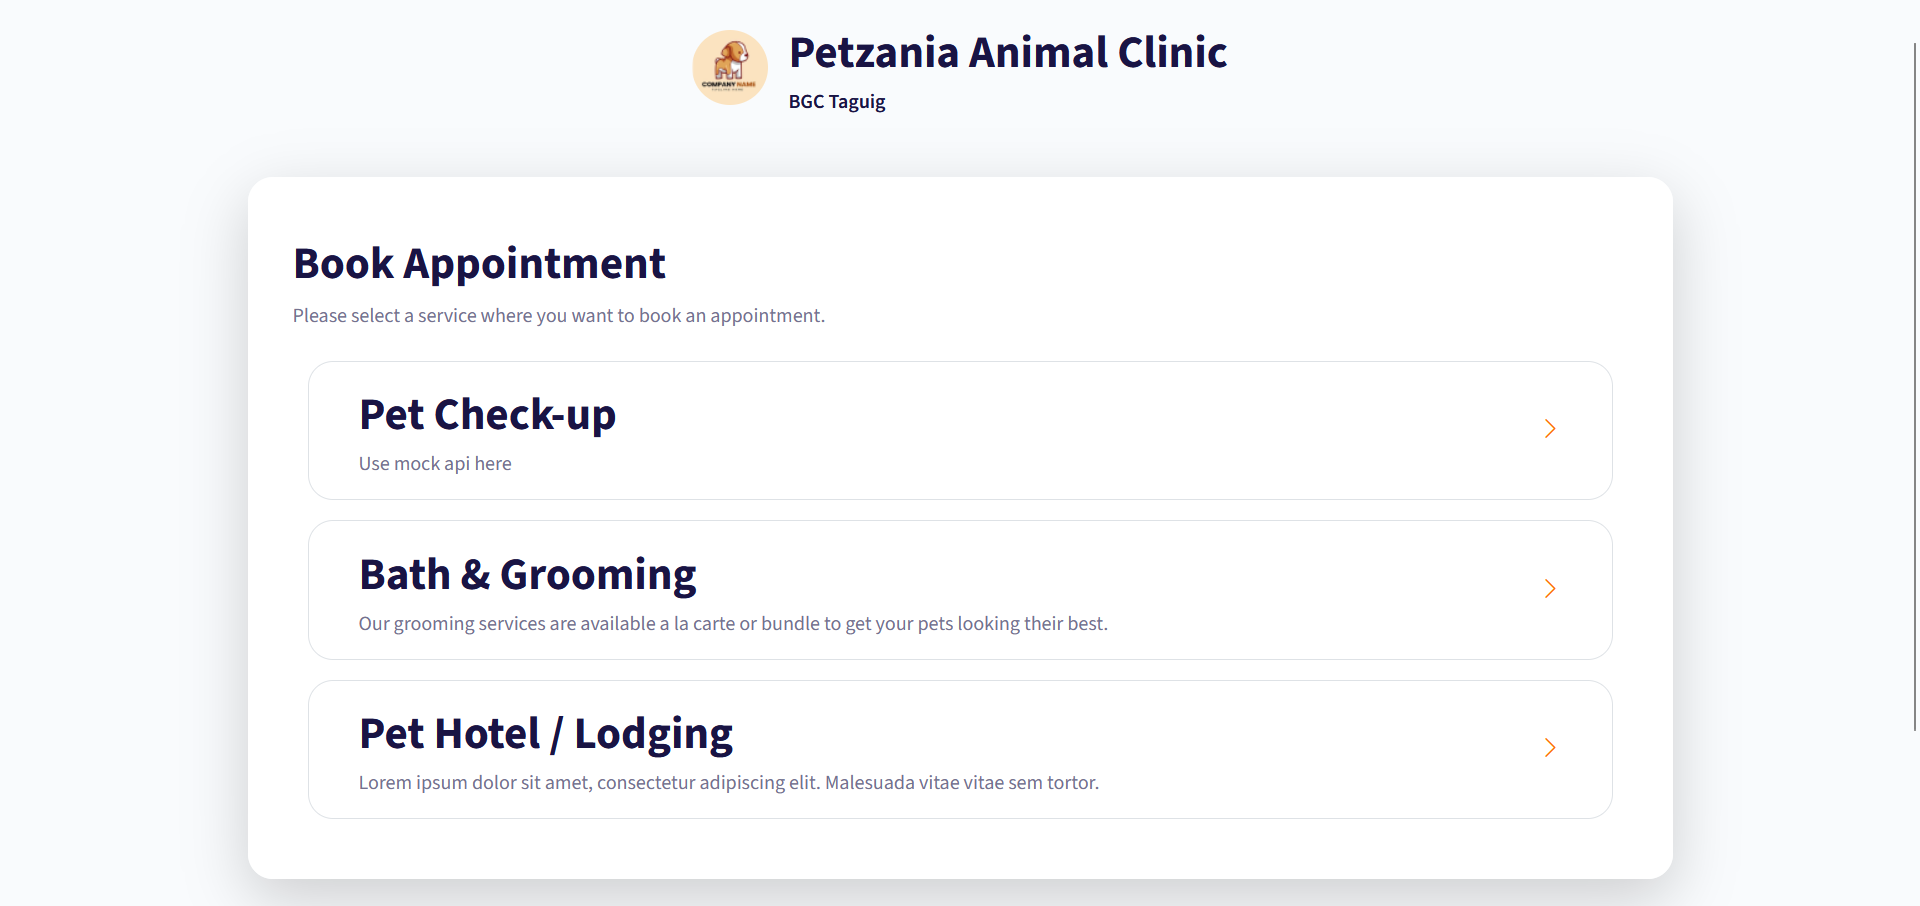 Petzania Animal Clinic
COMPANY NAME
BGC Taguig
Book Appointment
Please select a service where you want to book an appointment.
Pet Check-up
Use mock api here
Bath & Grooming
Our grooming services are available a la carte or bundle to get your pets looking their best.
Pet Hotel / Lodging
Lorem ipsum dolor sit amet, consectetur adipiscing elit. Malesuada vitae vitae sem tortor.